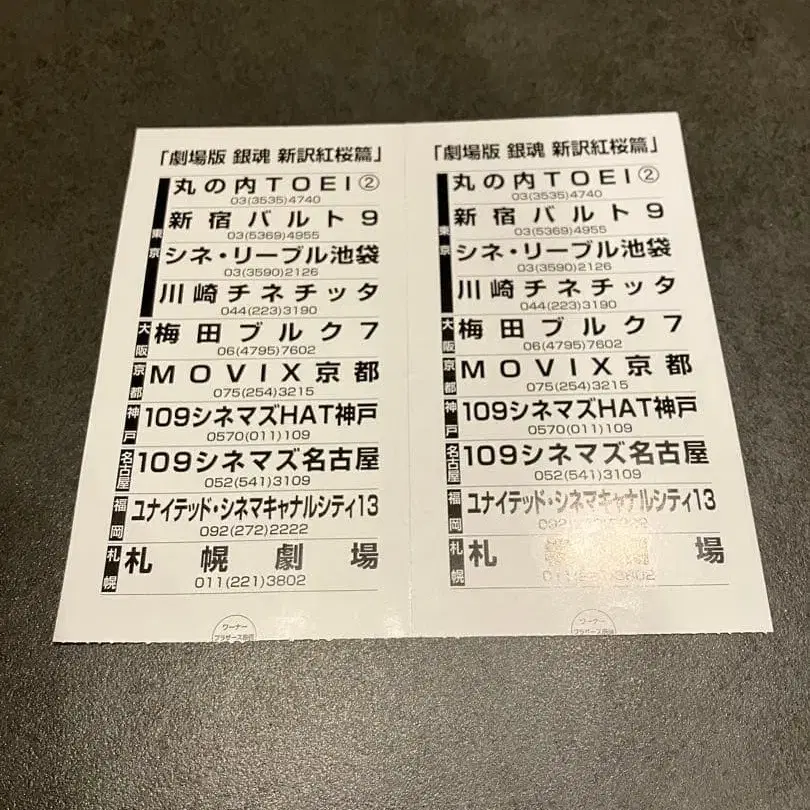 「劇場版 銀魂 新訳紅桜篇」
東京
丸の内TOEI②
03(3535)4740
新宿バルト9
03(5369)4955
シネ・リーブル池袋
03(3590)2126
川崎チネチッタ
044(223)3190
大阪
梅田ブルク7
06(4795)7602
京都
MOVIX京都
075(254)3215
神戸
109シネマズHAT神戸
0570(011)109
名古屋
109シネマズ名古屋
052(541)3109
福岡
ユナイテッド・シネマキャナルシティ13
092(272)2222
札幌
札幌劇場
011(221)3802
ワーナー
「劇場版 銀魂 新訳紅桜篇」
東京
丸の内TOEI②
03(3535)4740
新宿バルト9
03(5369)4955
シネ・リーブル池袋
03(3590)2126
川崎チネチッタ
044(223)3190
大阪
梅田ブルク7
06(4795)7602
京都
MOVIX京都
075(254)3215
神戸
109シネマズHAT神戸
0570(011)109
名古屋
109シネマズ名古屋
052(541)3109
福岡
ユナイテッド・シネマキャナルシティ13
札幌
ワーナー